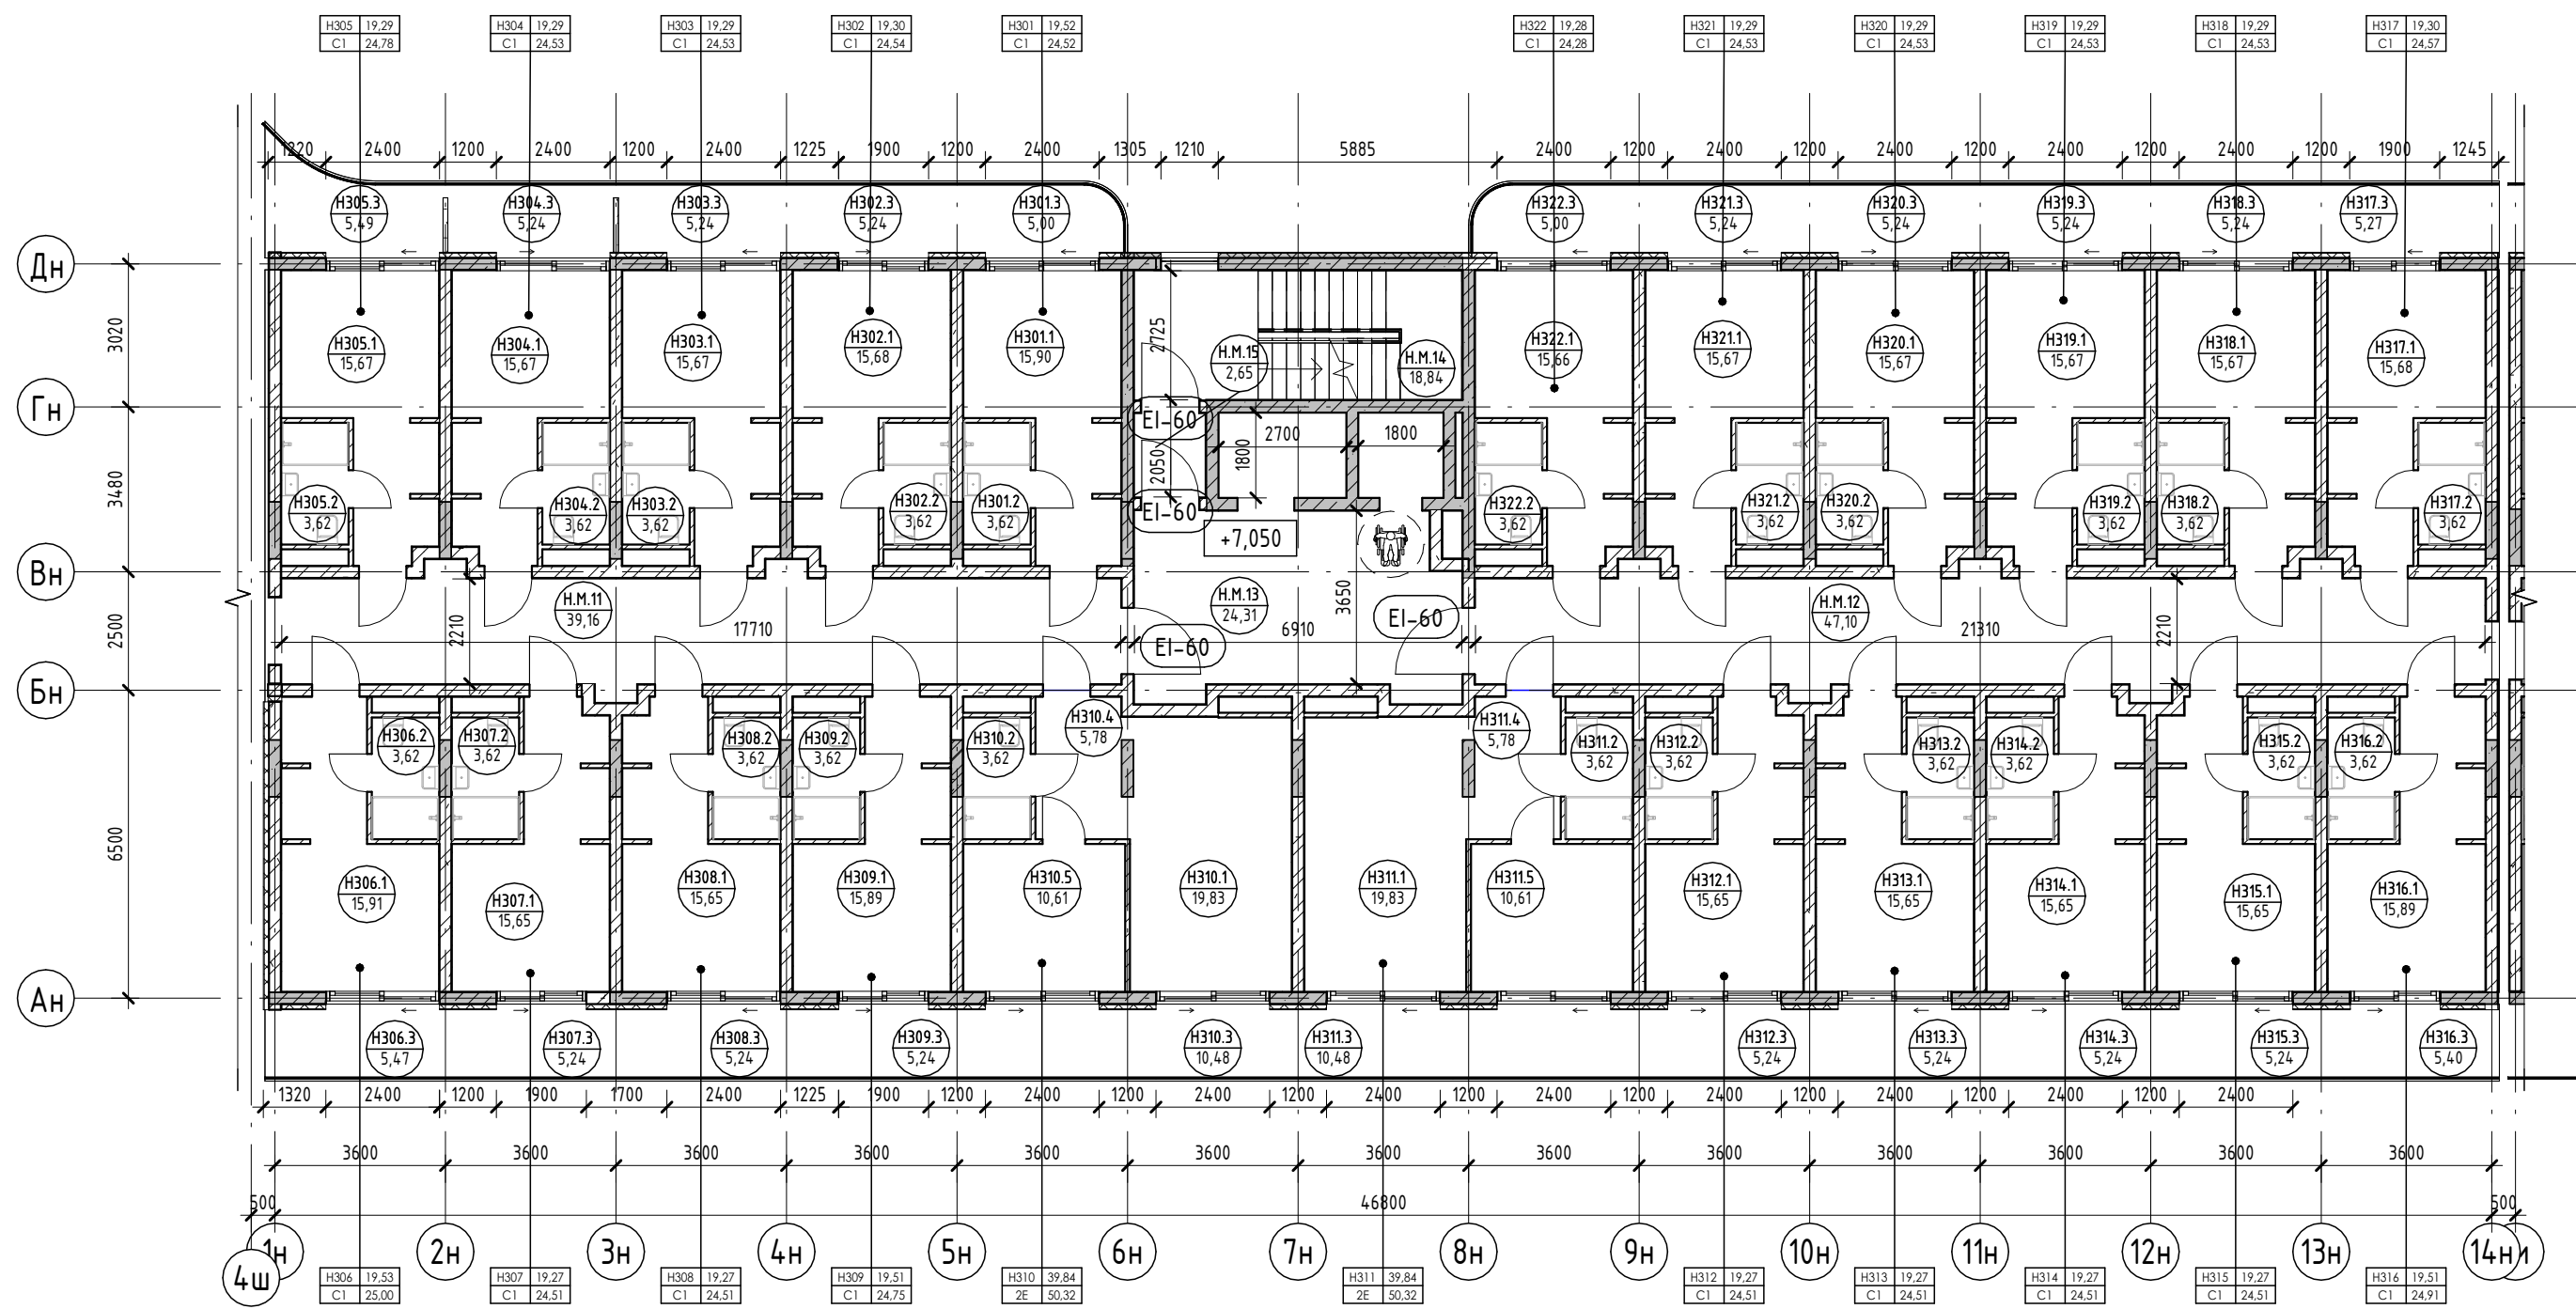 Н305 19,29 Н304 19,29 Н303 19,29 Н302 19,30 Н301 19,52 Н322 19,28 Н321 19,29 Н320 19,29 Н319 19,29 Н318 19,29 Н317 19,30
С1 24,78 С1 24,53 С1 24,53 С1 24,54 С1 24,52 С1 24,28 С1 24,53 С1 24,53 С1 24,53 С1 24,53 С1 24,57
1220 2400 1200 2400 1200 2400 1225 1900 1200 2400 1305 1210 5885 2400 1200 2400 1200 2400 1200 2400 1200 2400 1200 1900 1245
Н305.3 Н304.3 Н303.3 Н302.3 Н301.3 Н322.3 Н321.3 Н320.3 Н319.3 Н318.3 Н317.3
5,49 5,24 5,24 5,24 5,00 5,00 5,24 5,24 5,24 5,24 5,27
Дн
3020
2725
Н305.1 Н304.1 Н303.1 Н302.1 Н301.1 Н.М.15 Н.М.14 Н322.1 Н321.1 Н320.1 Н319.1 Н318.1 Н317.1
15,67 15,67 15,67 15,68 15,90 2,65 18,84 15,66 15,67 15,67 15,67 15,67 15,68
Гн
EI-60
2700 1800
3480
2050
1800
Н305.2 Н304.2 Н303.2 Н302.2 Н301.2 Н322.2 Н321.2 Н320.2 Н319.2 Н318.2 Н317.2
3,62 3,62 3,62 3,62 3,62 3,62 3,62 3,62 3,62 3,62 3,62
EI-60
+7,050
Вн
Н.М.11 Н.М.13 Н.М.12
39,16 24,31 47,10
3650
EI-60
2500
2210
17710 6910 21310
2210
EI-60
Бн
Н306.2 Н307.2 Н308.2 Н309.2 Н310.2 Н310.4 Н311.4 Н311.2 Н312.2 Н313.2 Н314.2 Н315.2 Н316.2
3,62 3,62 3,62 3,62 3,62 5,78 5,78 3,62 3,62 3,62 3,62 3,62 3,62
6500
Н306.1 Н307.1 Н308.1 Н309.1 Н310.5 Н310.1 Н311.1 Н311.5 Н312.1 Н313.1 Н314.1 Н315.1 Н316.1
15,91 15,65 15,65 15,89 10,61 19,83 19,83 10,61 15,65 15,65 15,65 15,65 15,89
Ан
Н306.3 Н307.3 Н308.3 Н309.3 Н310.3 Н311.3 Н312.3 Н313.3 Н314.3 Н315.3 Н316.3
5,47 5,24 5,24 5,24 10,48 10,48 5,24 5,24 5,24 5,24 5,40
1320 2400 1200 1900 1700 2400 1225 1900 1200 2400 1200 2400 1200 2400 1200 2400 1200 2400 1200 2400 1200 2400 1200 2400
3600 3600 3600 3600 3600 3600 3600 3600 3600 3600 3600 3600 3600
500 46800 500
1н 2н 3н 4н 5н 6н 7н 8н 9н 10н 11н 12н 13н 14н
4ш
Н306 19,53 Н307 19,27 Н308 19,27 Н309 19,51 Н310 39,84 Н311 39,84 Н312 19,27 Н313 19,27 Н314 19,27 Н315 19,27 Н316 19,51
С1 25,00 С1 24,51 С1 24,51 С1 24,75 2Е 50,32 2Е 50,32 С1 24,51 С1 24,51 С1 24,51 С1 24,51 С1 24,91